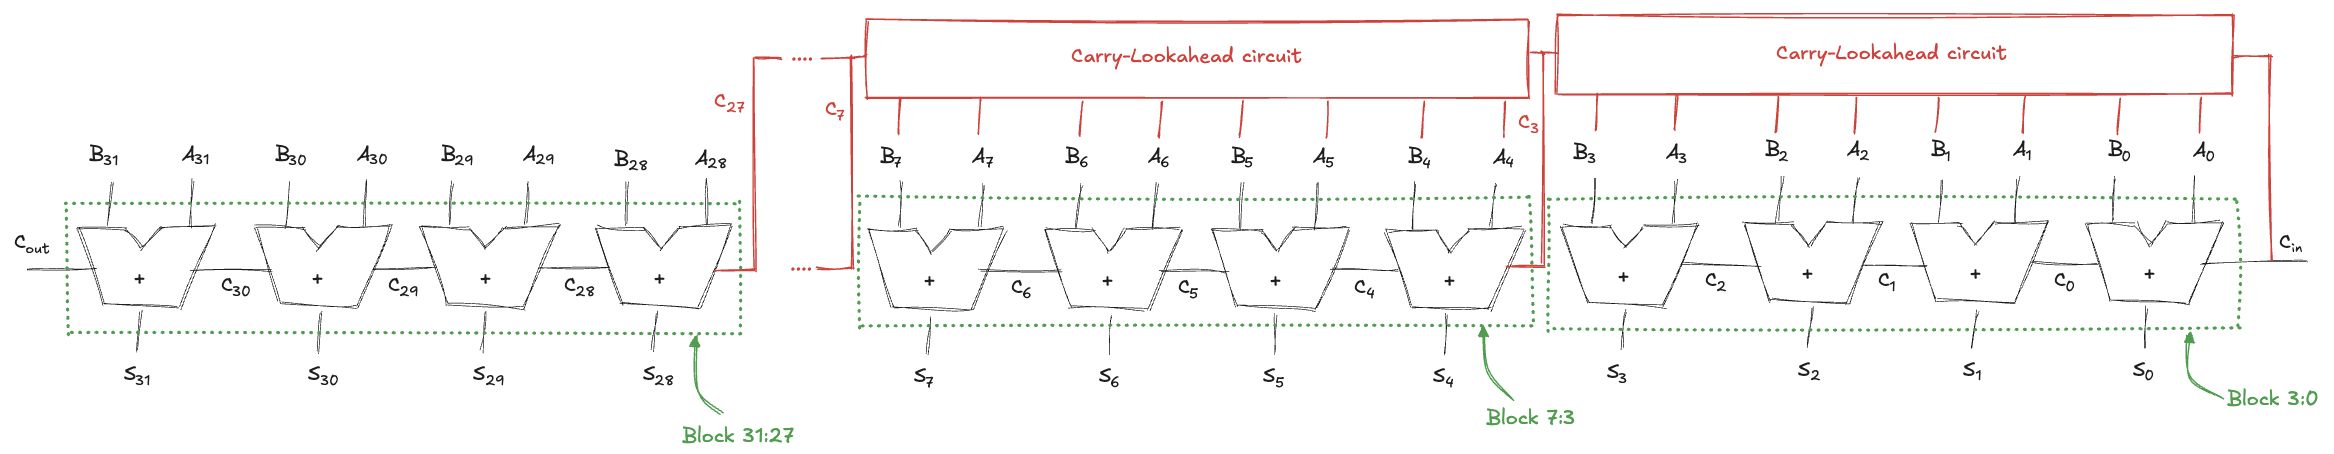 Carry-Lookahead circuit Carry-Lookahead circuit
.... C27 C7 C3
B31 A31 B30 A30 B29 A29 B28 A28 B7 A7 B6 A6 B5 A5 B4 A4 B3 A3 B2 A2 B1 A1 B0 A0
Cout + C30 + C29 + C28 + .... + C6 + C5 + C4 + + C2 + C1 + C0 + Cin
S31 S30 S29 S28 S7 S6 S5 S4 S3 S2 S1 S0
Block 31:27 Block 7:3 Block 3:0